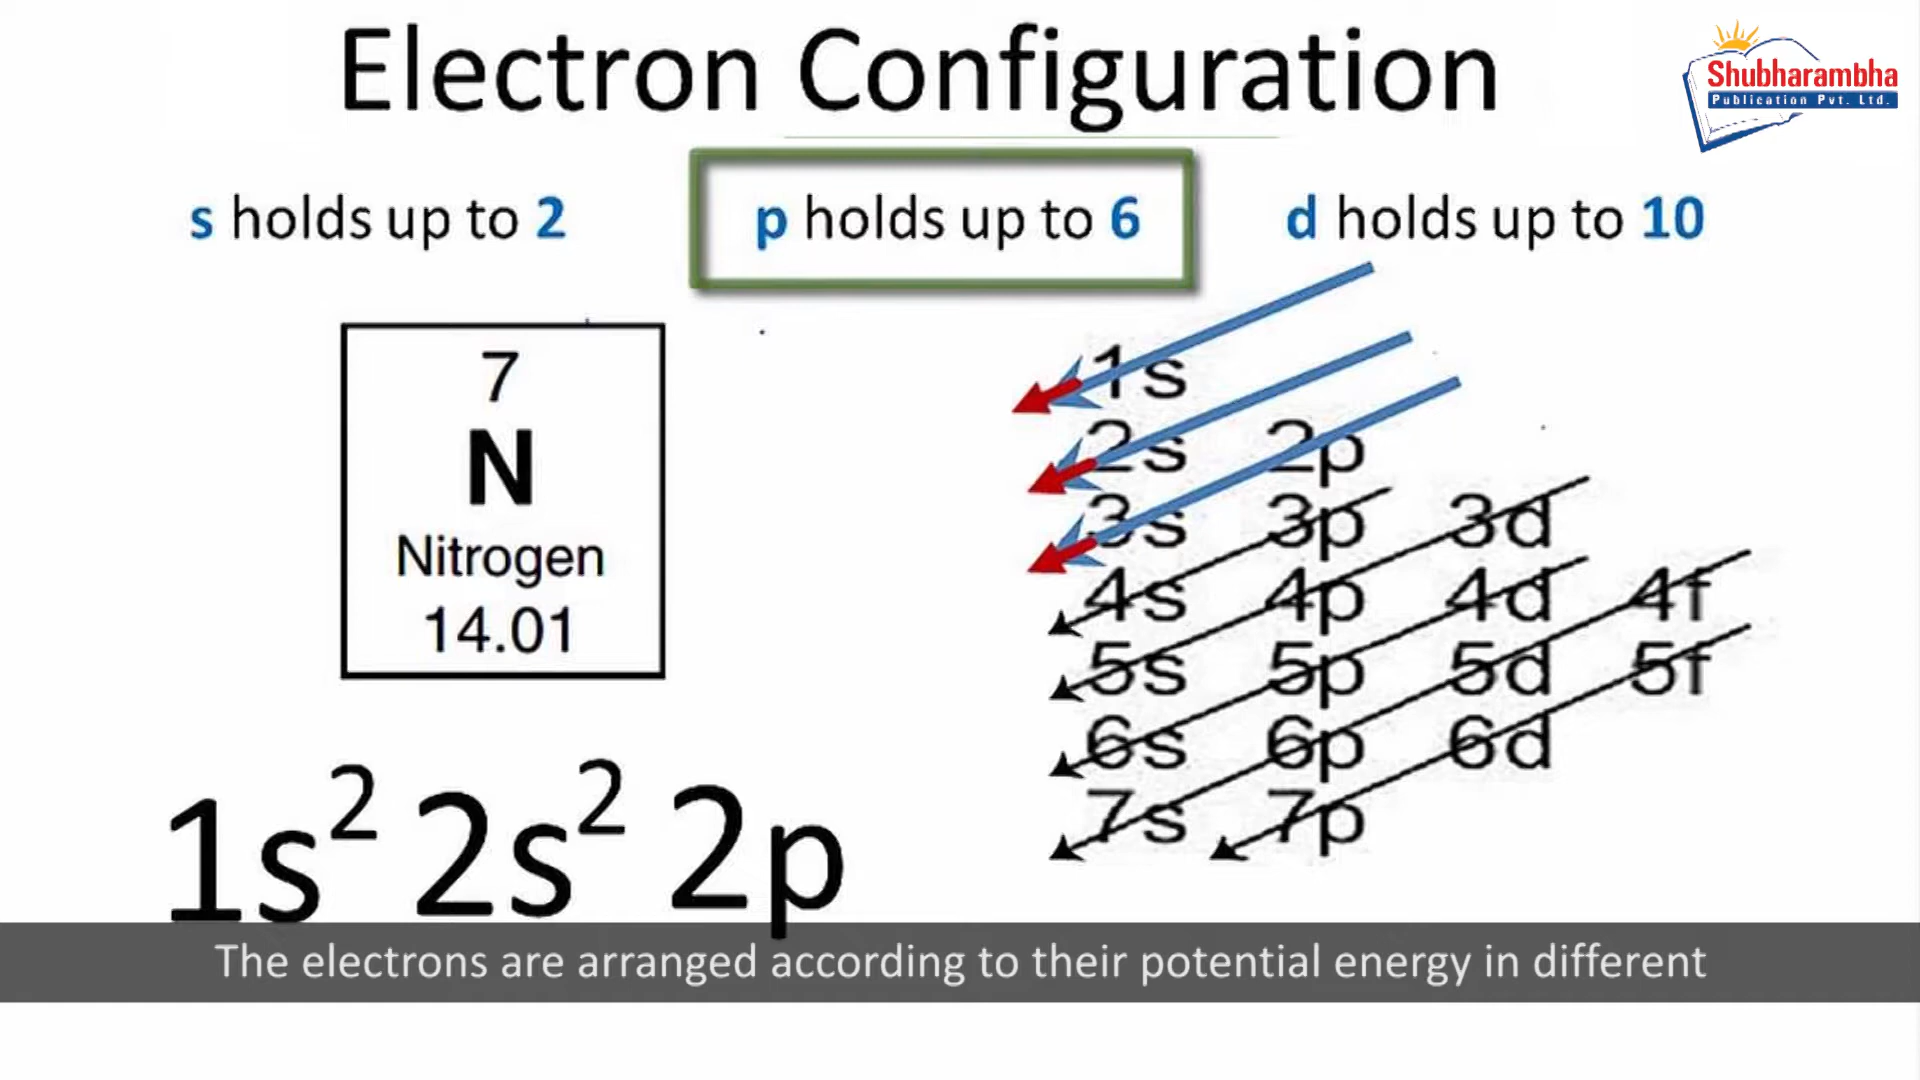 Electron Configuration
Shubharambha
Publication Pvt. Ltd.
s holds up to 2
p holds up to 6
d holds up to 10
7
N
Nitrogen
14.01
1s
2s 2p
3s 3p 3d
4s 4p 4d 4f
5s 5p 5d 5f
6s 6p 6d
7s 7p
1s² 2s² 2p
The electrons are arranged according to their potential energy in different